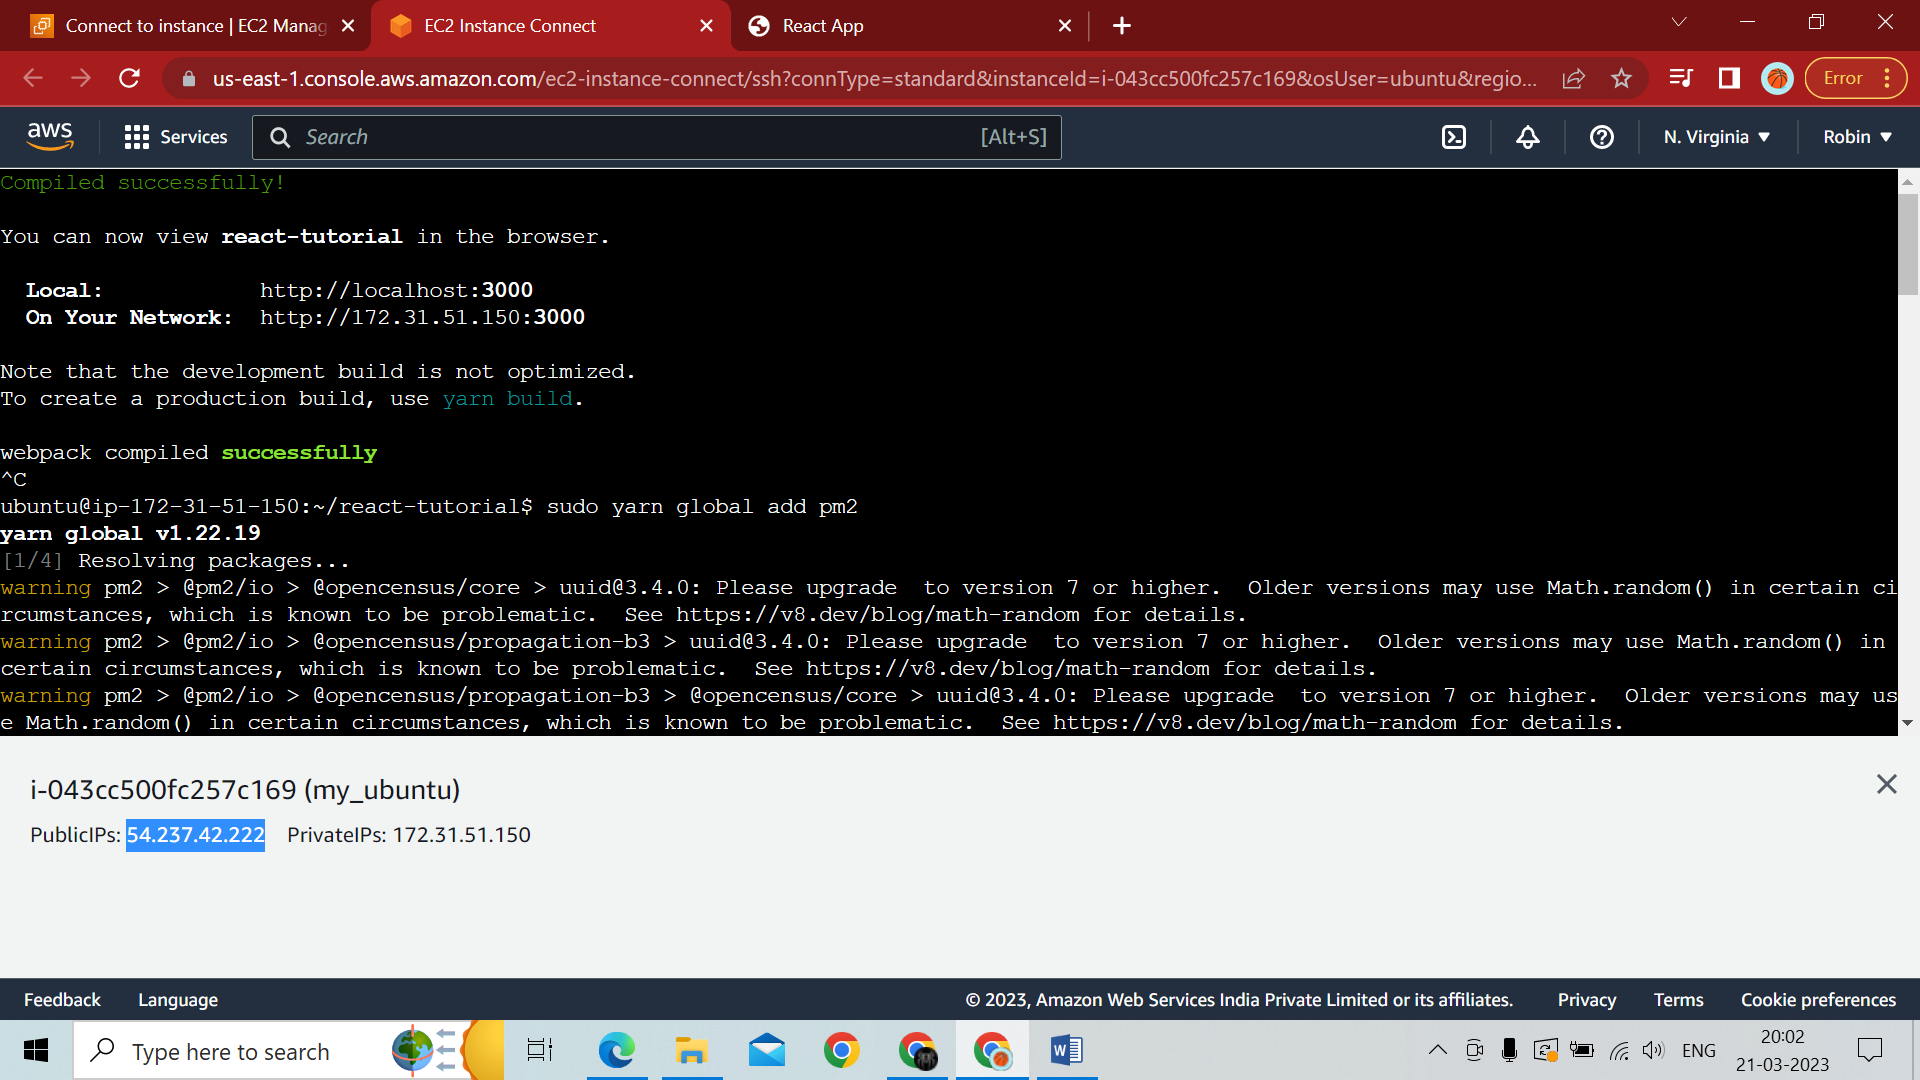 Connect to instance | EC2 Manag
EC2 Instance Connect
React App
us-east-1.console.aws.amazon.com/ec2-instance-connect/ssh?connType=standard&instanceId=i-043cc500fc257c169&osUser=ubuntu&regio...
Error
aws
Services
Search
[Alt+S]
N. Virginia
Robin
Compiled successfully!
You can now view react-tutorial in the browser.
Local: http://localhost:3000
On Your Network: http://172.31.51.150:3000
Note that the development build is not optimized.
To create a production build, use yarn build.
webpack compiled successfully
^C
ubuntu@ip-172-31-51-150:~/react-tutorial$ sudo yarn global add pm2
yarn global v1.22.19
[1/4] Resolving packages...
warning pm2 > @pm2/io > @opencensus/core > uuid@3.4.0: Please upgrade  to version 7 or higher.  Older versions may use Math.random() in certain ci
rcumstances, which is known to be problematic.  See https://v8.dev/blog/math-random for details.
warning pm2 > @pm2/io > @opencensus/propagation-b3 > uuid@3.4.0: Please upgrade  to version 7 or higher.  Older versions may use Math.random() in
certain circumstances, which is known to be problematic.  See https://v8.dev/blog/math-random for details.
warning pm2 > @pm2/io > @opencensus/propagation-b3 > @opencensus/core > uuid@3.4.0: Please upgrade  to version 7 or higher.  Older versions may us
e Math.random() in certain circumstances, which is known to be problematic.  See https://v8.dev/blog/math-random for details.
i-043cc500fc257c169 (my_ubuntu)
PublicIPs: 54.237.42.222 PrivateIPs: 172.31.51.150
Feedback
Language
© 2023, Amazon Web Services India Private Limited or its affiliates.
Privacy
Terms
Cookie preferences
Type here to search
W
ENG
20:02
21-03-2023